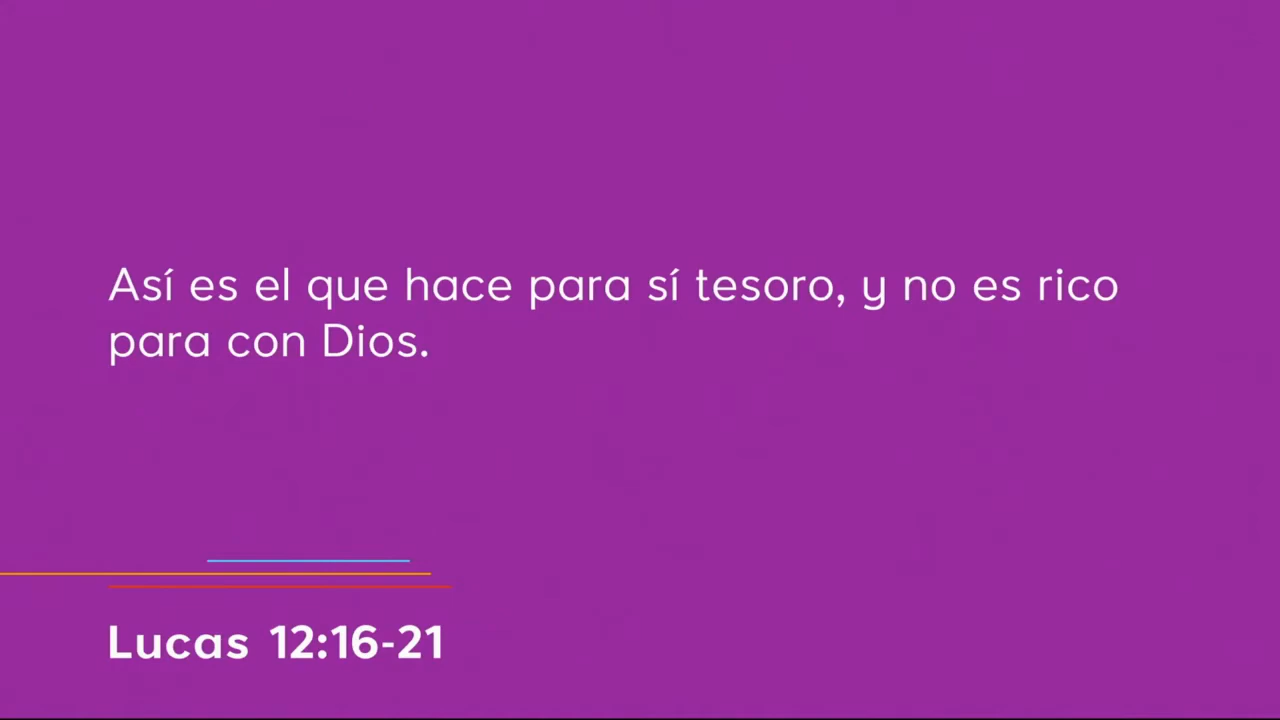 Así es el que hace para sí tesoro, y no es rico
para con Dios.
Lucas 12:16-21